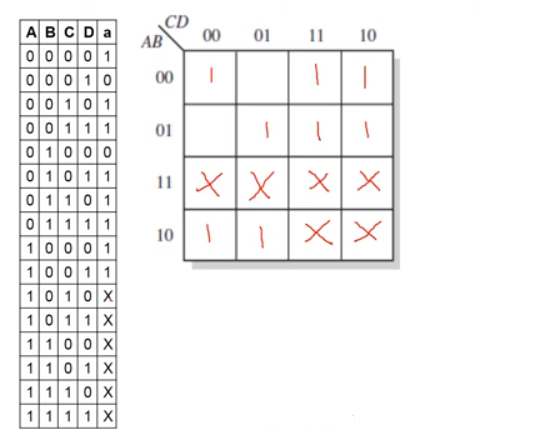 A B C D a
0 0 0 0 1
0 0 0 1 0
0 0 1 0 1
0 0 1 1 1
0 1 0 0 0
0 1 0 1 1
0 1 1 0 1
0 1 1 1 1
1 0 0 0 1
1 0 0 1 1
1 0 1 0 X
1 0 1 1 X
1 1 0 0 X
1 1 0 1 X
1 1 1 0 X
1 1 1 1 X
CD
AB 00 01 11 10
00 1 1 1
01 1 1 1
11 X X X X
10 1 1 X X